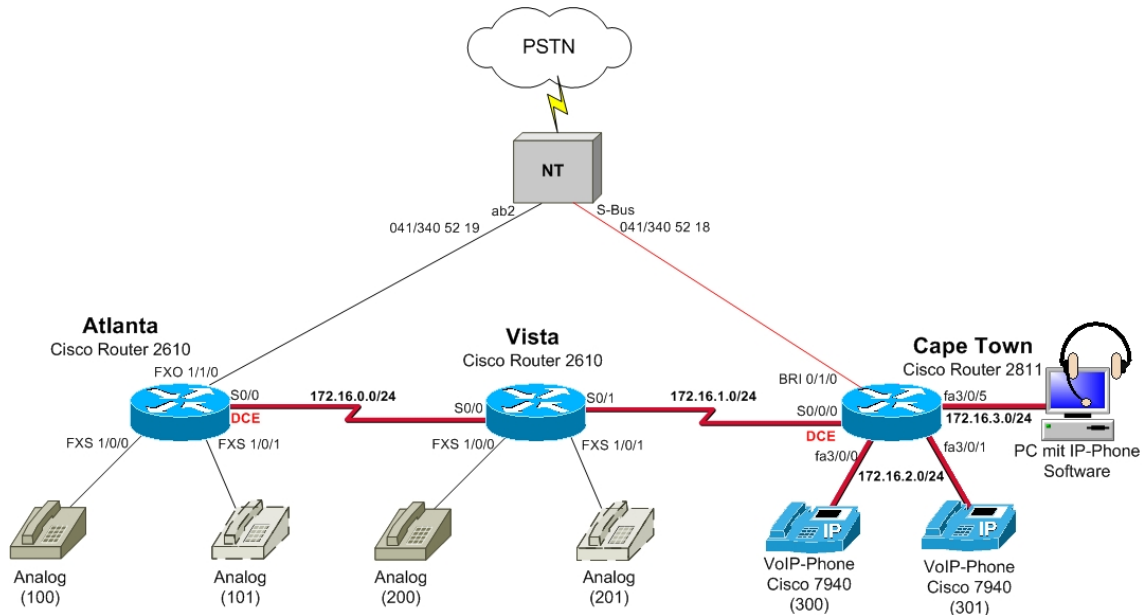 PSTN
NT
ab2
S-Bus
041/340 52 19
041/340 52 18
Atlanta
Cisco Router 2610
Vista
Cisco Router 2610
Cape Town
Cisco Router 2811
FXO 1/1/0
S0/0
DCE
172.16.0.0/24
S0/0
S0/1
172.16.1.0/24
BRI 0/1/0
S0/0/0
DCE
fa3/0/5
172.16.3.0/24
FXS 1/0/0
FXS 1/0/1
FXS 1/0/0
FXS 1/0/1
fa3/0/0
fa3/0/1
172.16.2.0/24
PC mit IP-Phone
Software
IP
IP
Analog
(100)
Analog
(101)
Analog
(200)
Analog
(201)
VoIP-Phone
Cisco 7940
(300)
VoIP-Phone
Cisco 7940
(301)